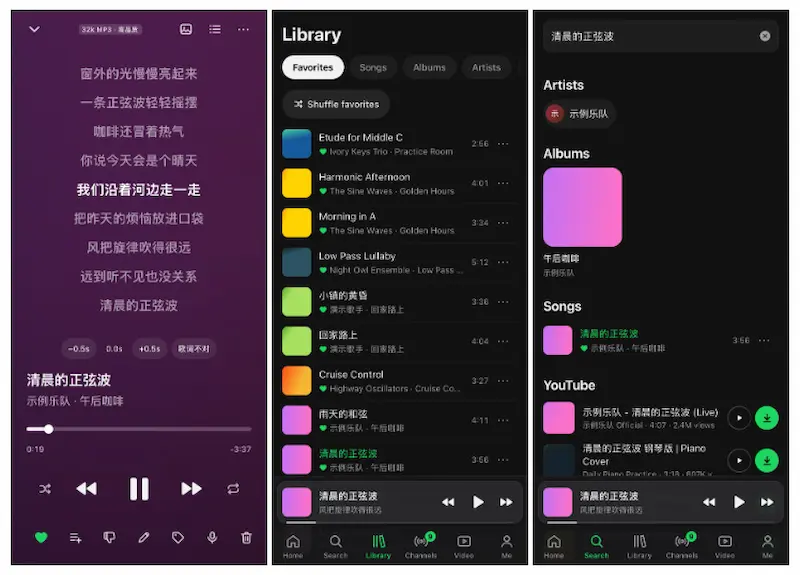 32k MP3 · 高品质
窗外的光慢慢亮起来
一条正弦波轻轻摇摆
咖啡还冒着热气
你说今天会是个晴天
我们沿着河边走一走
把昨天的烦恼放进口袋
风把旋律吹得很远
远到听不见也没关系
清晨的正弦波
−0.5s 0.0s +0.5s 歌词不对
清晨的正弦波
示例乐队 · 午后咖啡
0:19 -3:37
Library
Favorites Songs Albums Artists
Shuffle favorites
Etude for Middle C
Ivory Keys Trio · Practice Room
2:56
Harmonic Afternoon
The Sine Waves · Golden Hours
4:01
Morning in A
The Sine Waves · Golden Hours
3:34
Low Pass Lullaby
Night Owl Ensemble · Low Pass ...
5:12
小镇的黄昏
演示歌手 · 回家路上
3:36
回家路上
演示歌手 · 回家路上
4:04
Cruise Control
Highway Oscillators · Cruise Co...
3:27
雨天的和弦
示例乐队 · 午后咖啡
4:11
清晨的正弦波
示例乐队 · 午后咖啡
3:56
清晨的正弦波
风把旋律吹得很远
Home Search Library Channels Video Me
清晨的正弦波
Artists
示 示例乐队
Albums
午后咖啡
示例乐队
Songs
清晨的正弦波
示例乐队 · 午后咖啡
3:56
YouTube
示例乐队 - 清晨的正弦波 (Live)
示例乐队 Official · 4:07 · 2.4M views
清晨的正弦波 钢琴版 | Piano
Cover
Daily Piano Practice · 3:18
清晨的正弦波
风把旋律吹得很远
Home Search Library Channels Video Me